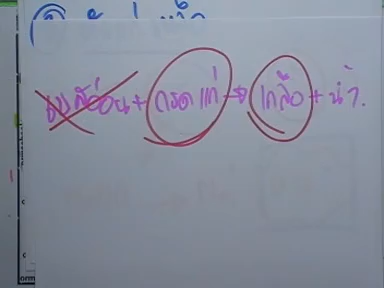 เบสอ่อน + กรดแก่ → เกลือ + น้ำ